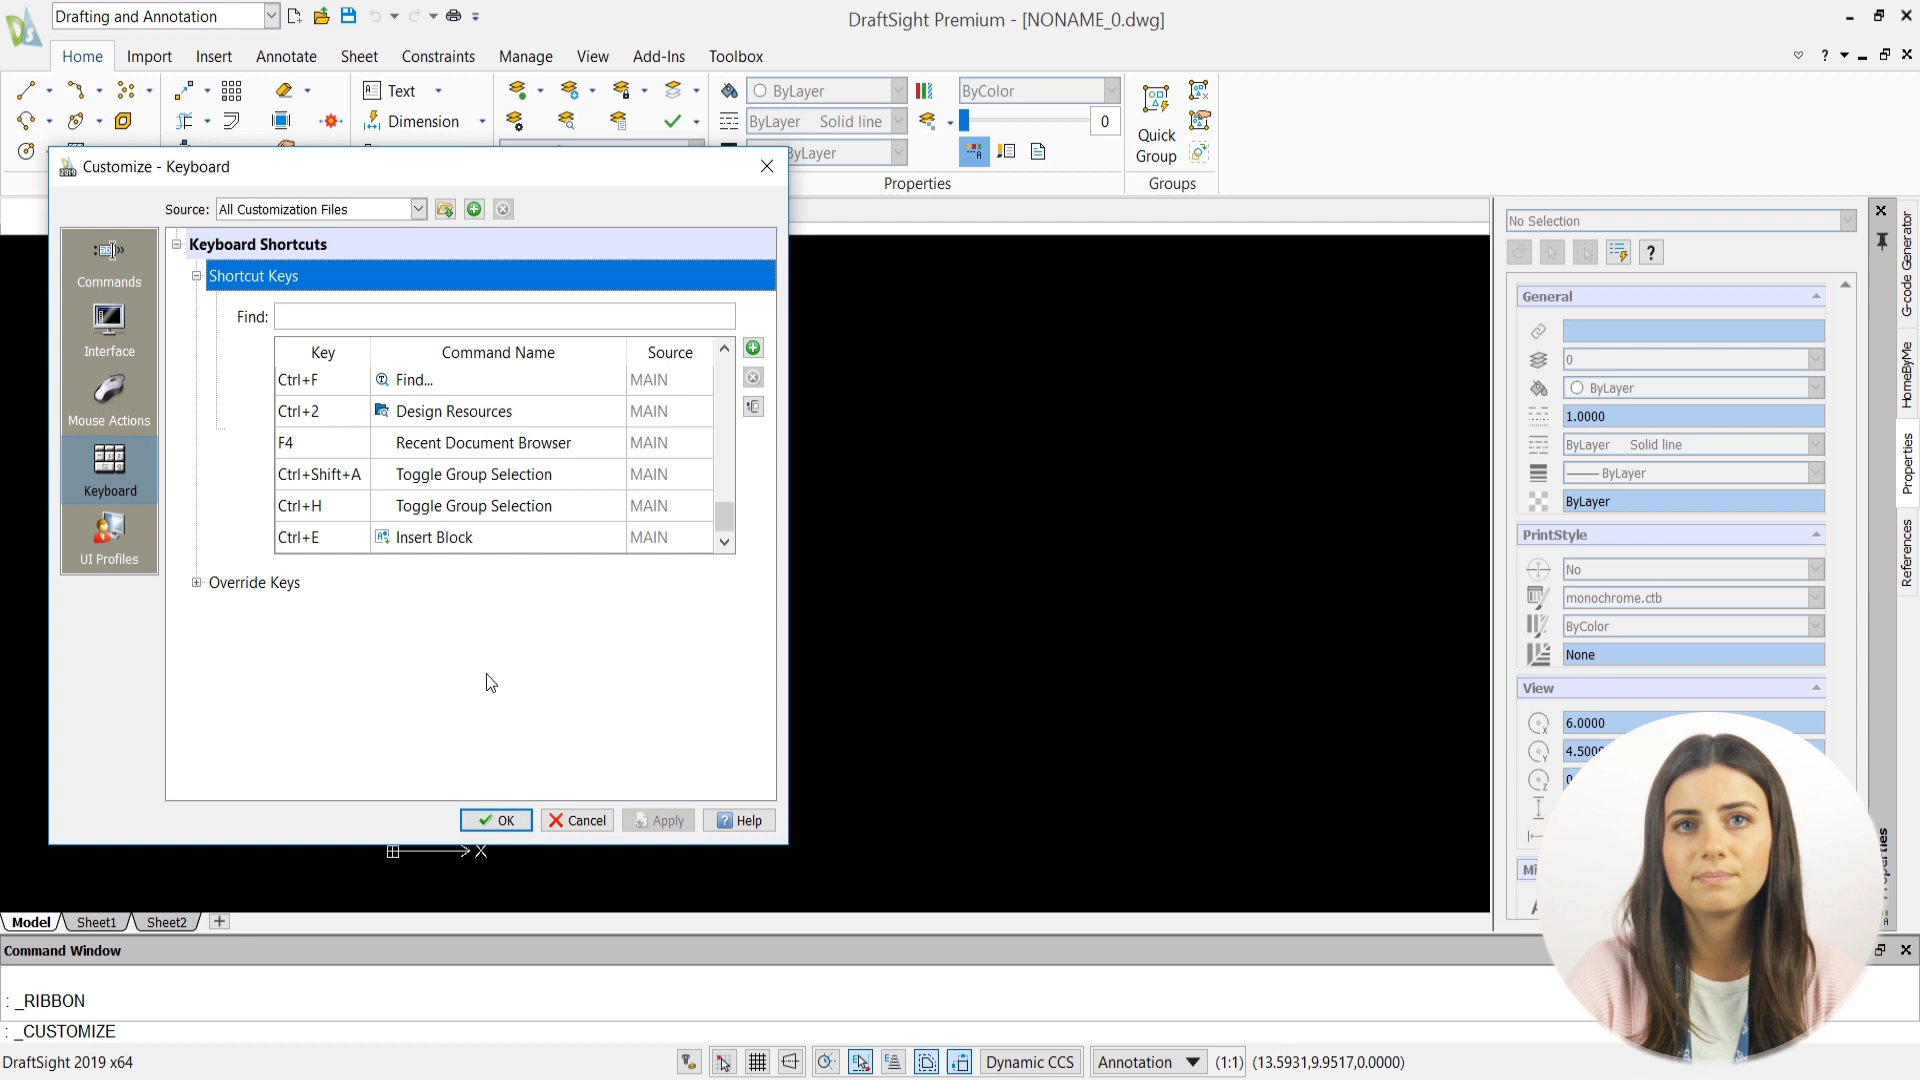 Drafting and Annotation
DraftSight Premium - [NONAME_0.dwg]
Home Import Insert Annotate Sheet Constraints Manage View Add-Ins Toolbox
Text
Dimension
ByLayer
ByLayer Solid line
ByLayer
ByColor
0
Quick
Group
Properties
Groups
Customize - Keyboard
Source: All Customization Files
Commands
Interface
Mouse Actions
Keyboard
UI Profiles
Keyboard Shortcuts
Shortcut Keys
Find:
Key Command Name Source
Ctrl+F Find... MAIN
Ctrl+2 Design Resources MAIN
F4 Recent Document Browser MAIN
Ctrl+Shift+A Toggle Group Selection MAIN
Ctrl+H Toggle Group Selection MAIN
Ctrl+E Insert Block MAIN
Override Keys
OK Cancel Apply Help
X
No Selection
General
0
ByLayer
1.0000
ByLayer Solid line
ByLayer
ByLayer
PrintStyle
No
monochrome.ctb
ByColor
None
View
6.0000
4.500
G-code Generator
HomeByMe
Properties
References
Model Sheet1 Sheet2 +
Command Window
: _RIBBON
: _CUSTOMIZE
DraftSight 2019 x64
Dynamic CCS Annotation (1:1) (13.5931,9.9517,0.0000)